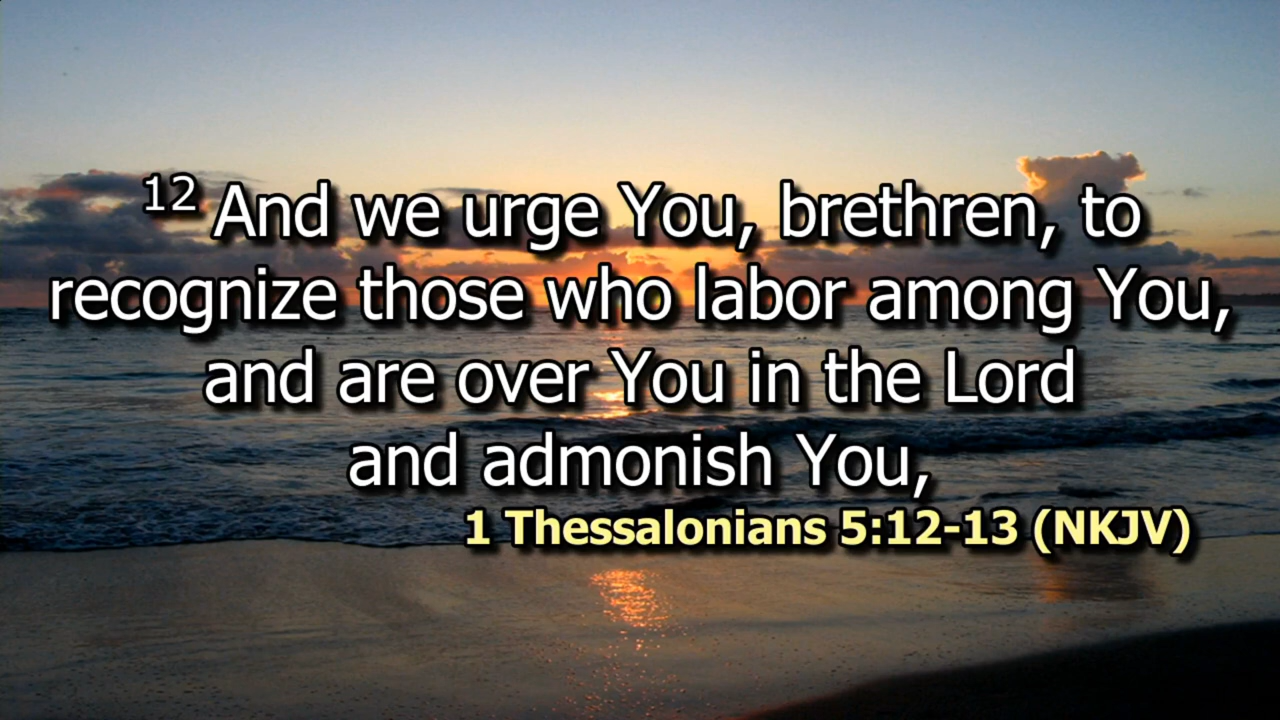 12 And we urge You, brethren, to
recognize those who labor among You,
and are over You in the Lord
and admonish You,
1 Thessalonians 5:12-13 (NKJV)